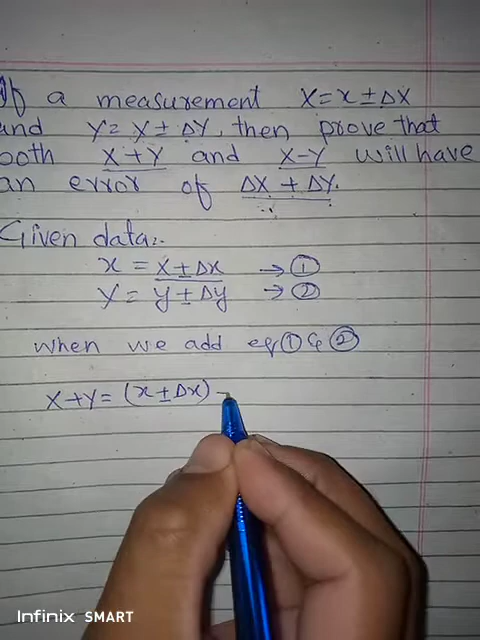 If a measurement X=x±ΔX
and Y=Y±ΔY, then prove that
both X+Y and X-Y will have
an error of ΔX+ΔY.
Given data:-
x = x±Δx → ①
Y= y±Δy → ②
when we add eq ① & ②
X+Y= (x±Δx) -
Infinix SMART